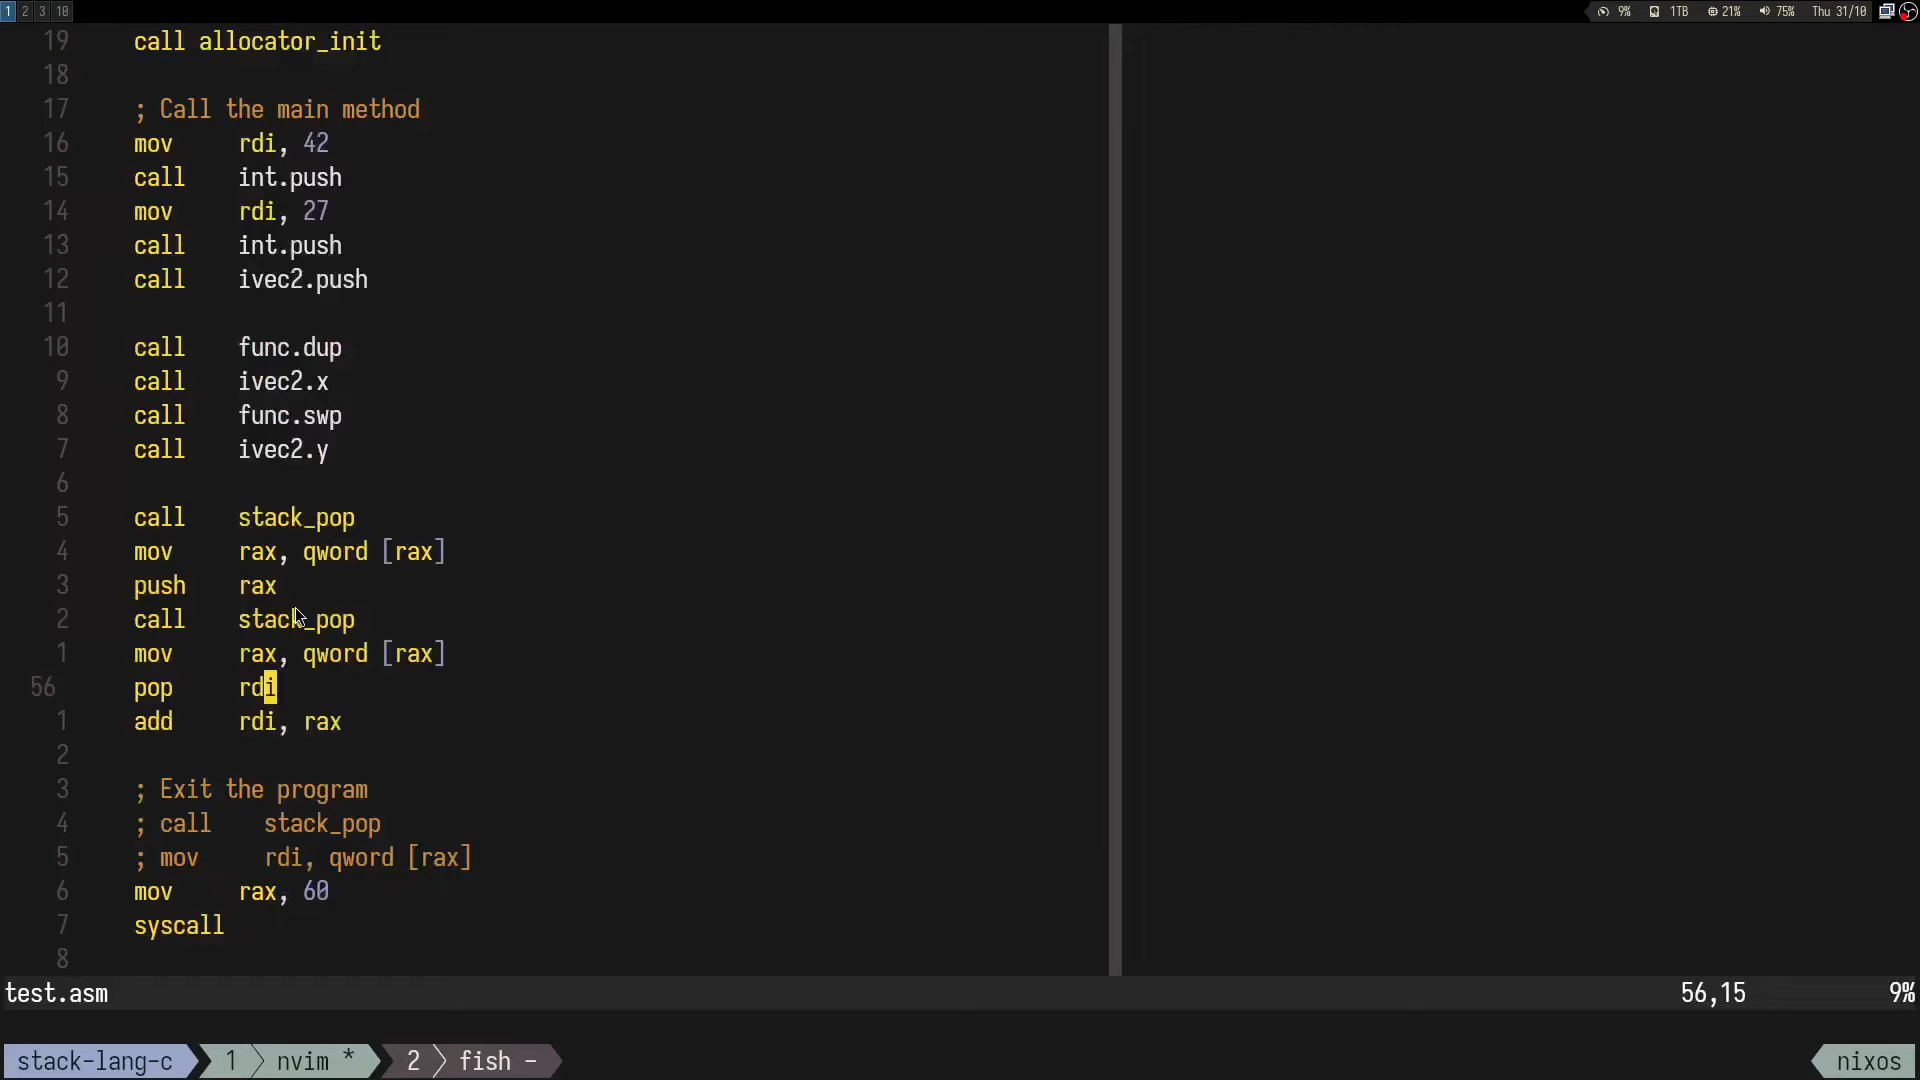 1 2 3 10 9% 1TB 21% 75% Thu 31/10
19 call allocator_init
18
17 ; Call the main method
16 mov rdi, 42
15 call int.push
14 mov rdi, 27
13 call int.push
12 call ivec2.push
11
10 call func.dup
9 call ivec2.x
8 call func.swp
7 call ivec2.y
6
5 call stack_pop
4 mov rax, qword [rax]
3 push rax
2 call stack_pop
1 mov rax, qword [rax]
56 pop rdi
1 add rdi, rax
2
3 ; Exit the program
4 ; call stack_pop
5 ; mov rdi, qword [rax]
6 mov rax, 60
7 syscall
8
test.asm 56,15 9%
stack-lang-c 1 nvim * 2 fish - nixos